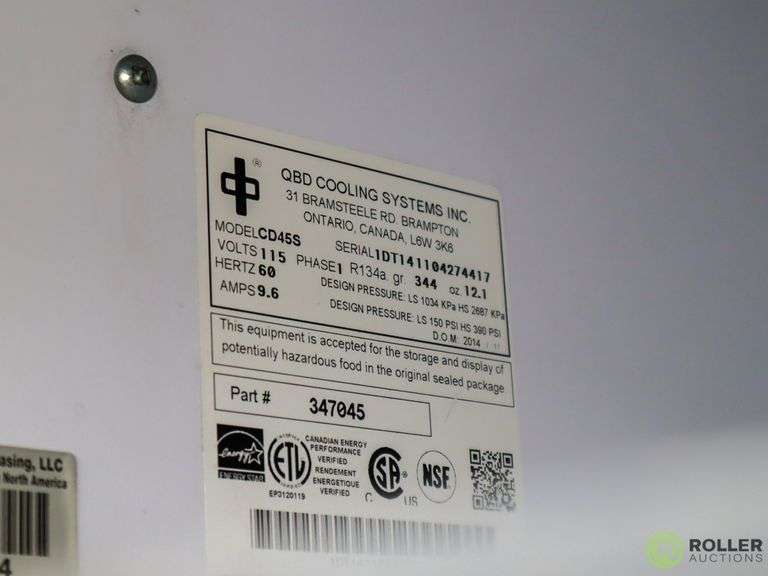 QBD COOLING SYSTEMS INC.
31 BRAMSTEELE RD. BRAMPTON
ONTARIO, CANADA, L6W 3K6
MODEL CD45S SERIAL 1DT141104274417
VOLTS 115 PHASE 1 R134a: gr. 344 oz 12.1
HERTZ 60 DESIGN PRESSURE: LS 1034 KPa HS 2687 KPa
AMPS 9.6 DESIGN PRESSURE: LS 150 PSI HS 390 PSI
D.O.M: 2014
This equipment is accepted for the storage and display of
potentially hazardous food in the original sealed package
Part # 347045
energy
ENERGY STAR
ETL
EP3120119
CANADIAN ENERGY
PERFORMANCE
VERIFIED
RENDEMENT
ENERGETIQUE
VERIFIED
®
C US
NSF
asing, LLC
North America
4
ROLLER
AUCTIONS